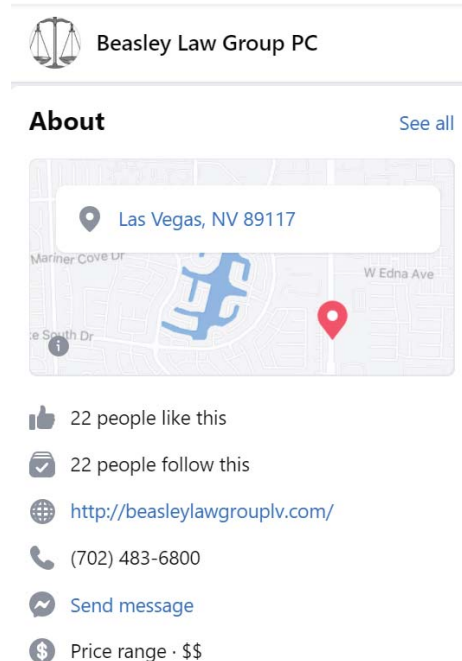 Beasley Law Group PC
About
See all
Las Vegas, NV 89117
Mariner Cove Dr
W Edna Ave
e South Dr
22 people like this
22 people follow this
http://beasleylawgrouplv.com/
(702) 483-6800
Send message
Price range · $$